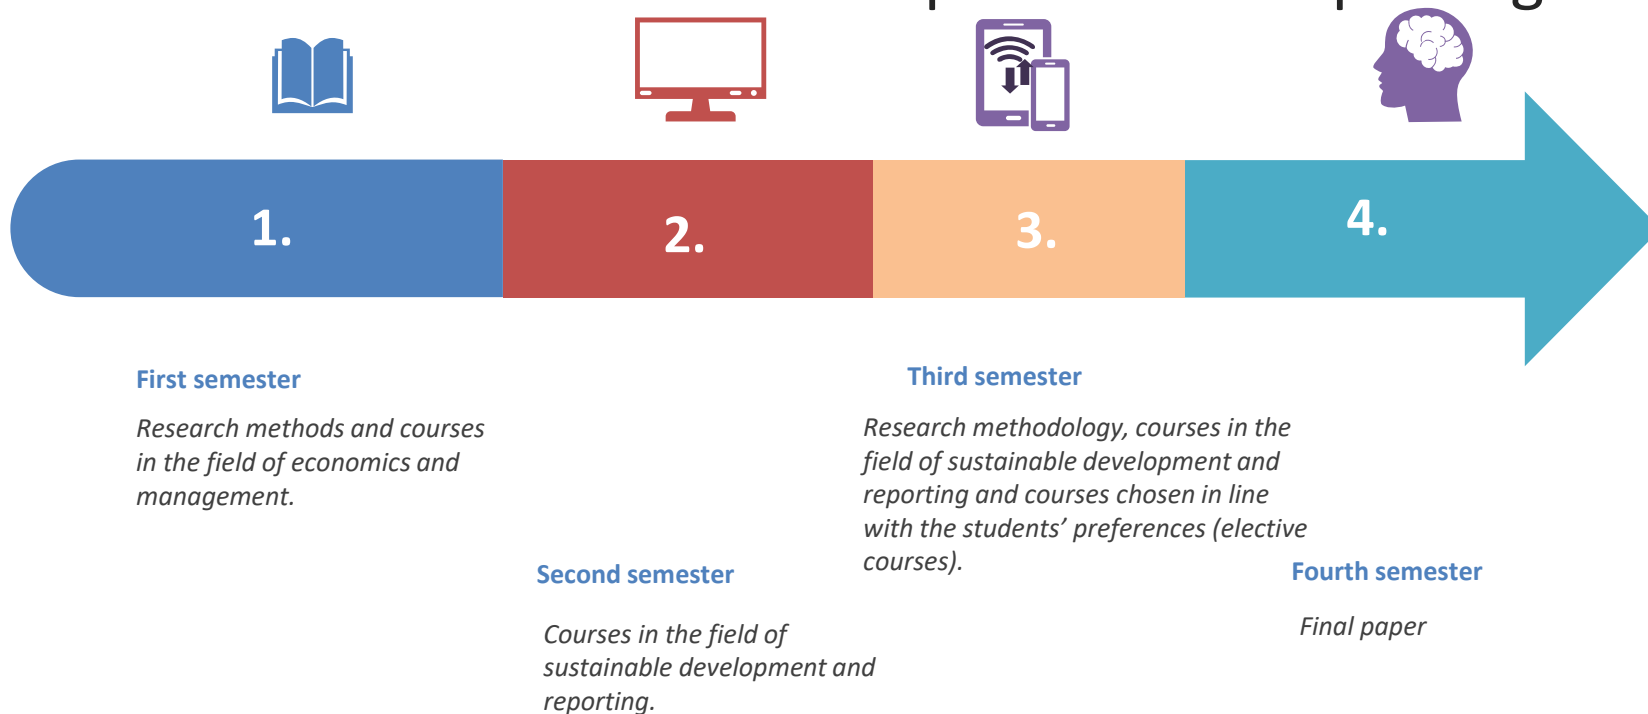 1.
2.
3.
4.
First semester
Research methods and courses
in the field of economics and
management.
Second semester
Courses in the field of
sustainable development and
reporting.
Third semester
Research methodology, courses in the
field of sustainable development and
reporting and courses chosen in line
with the students’ preferences (elective
courses).
Fourth semester
Final paper